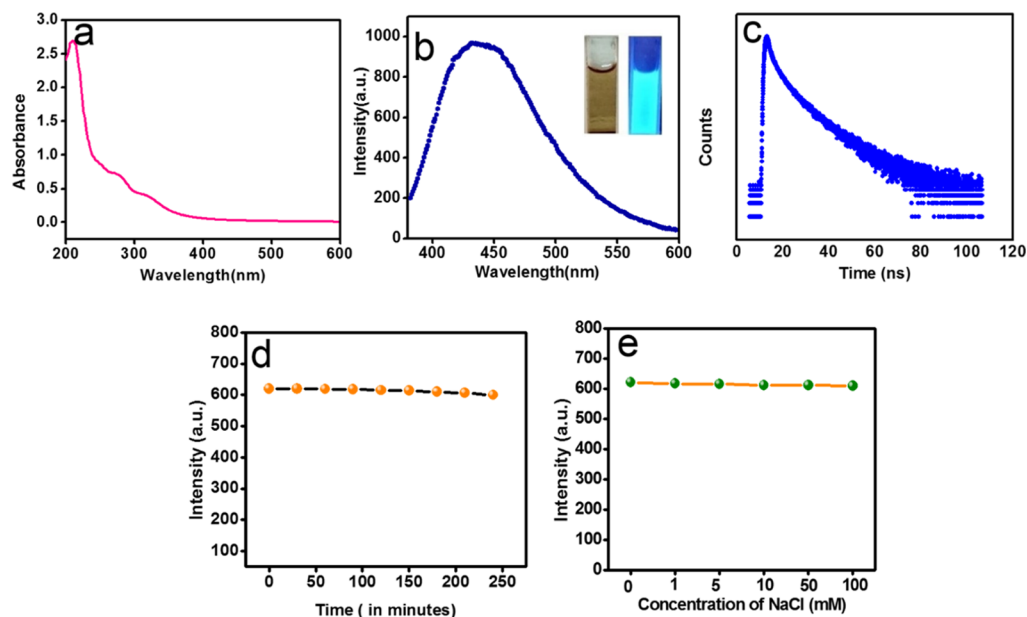 a
3.0
2.5
2.0
1.5
1.0
0.5
0.0
Absorbance
200 300 400 500 600
Wavelength(nm)
b
1000
800
600
400
200
0
Intensity(a.u.)
400 450 500 550 600
Wavelength(nm)
c
Counts
0 20 40 60 80 100 120
Time (ns)
d
800
700
600
500
400
300
200
100
Intensity (a.u.)
0 50 100 150 200 250
Time ( in minutes)
e
800
700
600
500
400
300
200
100
0
Intensity (a.u.)
0 1 5 10 50 100
Concentration of NaCl (mM)